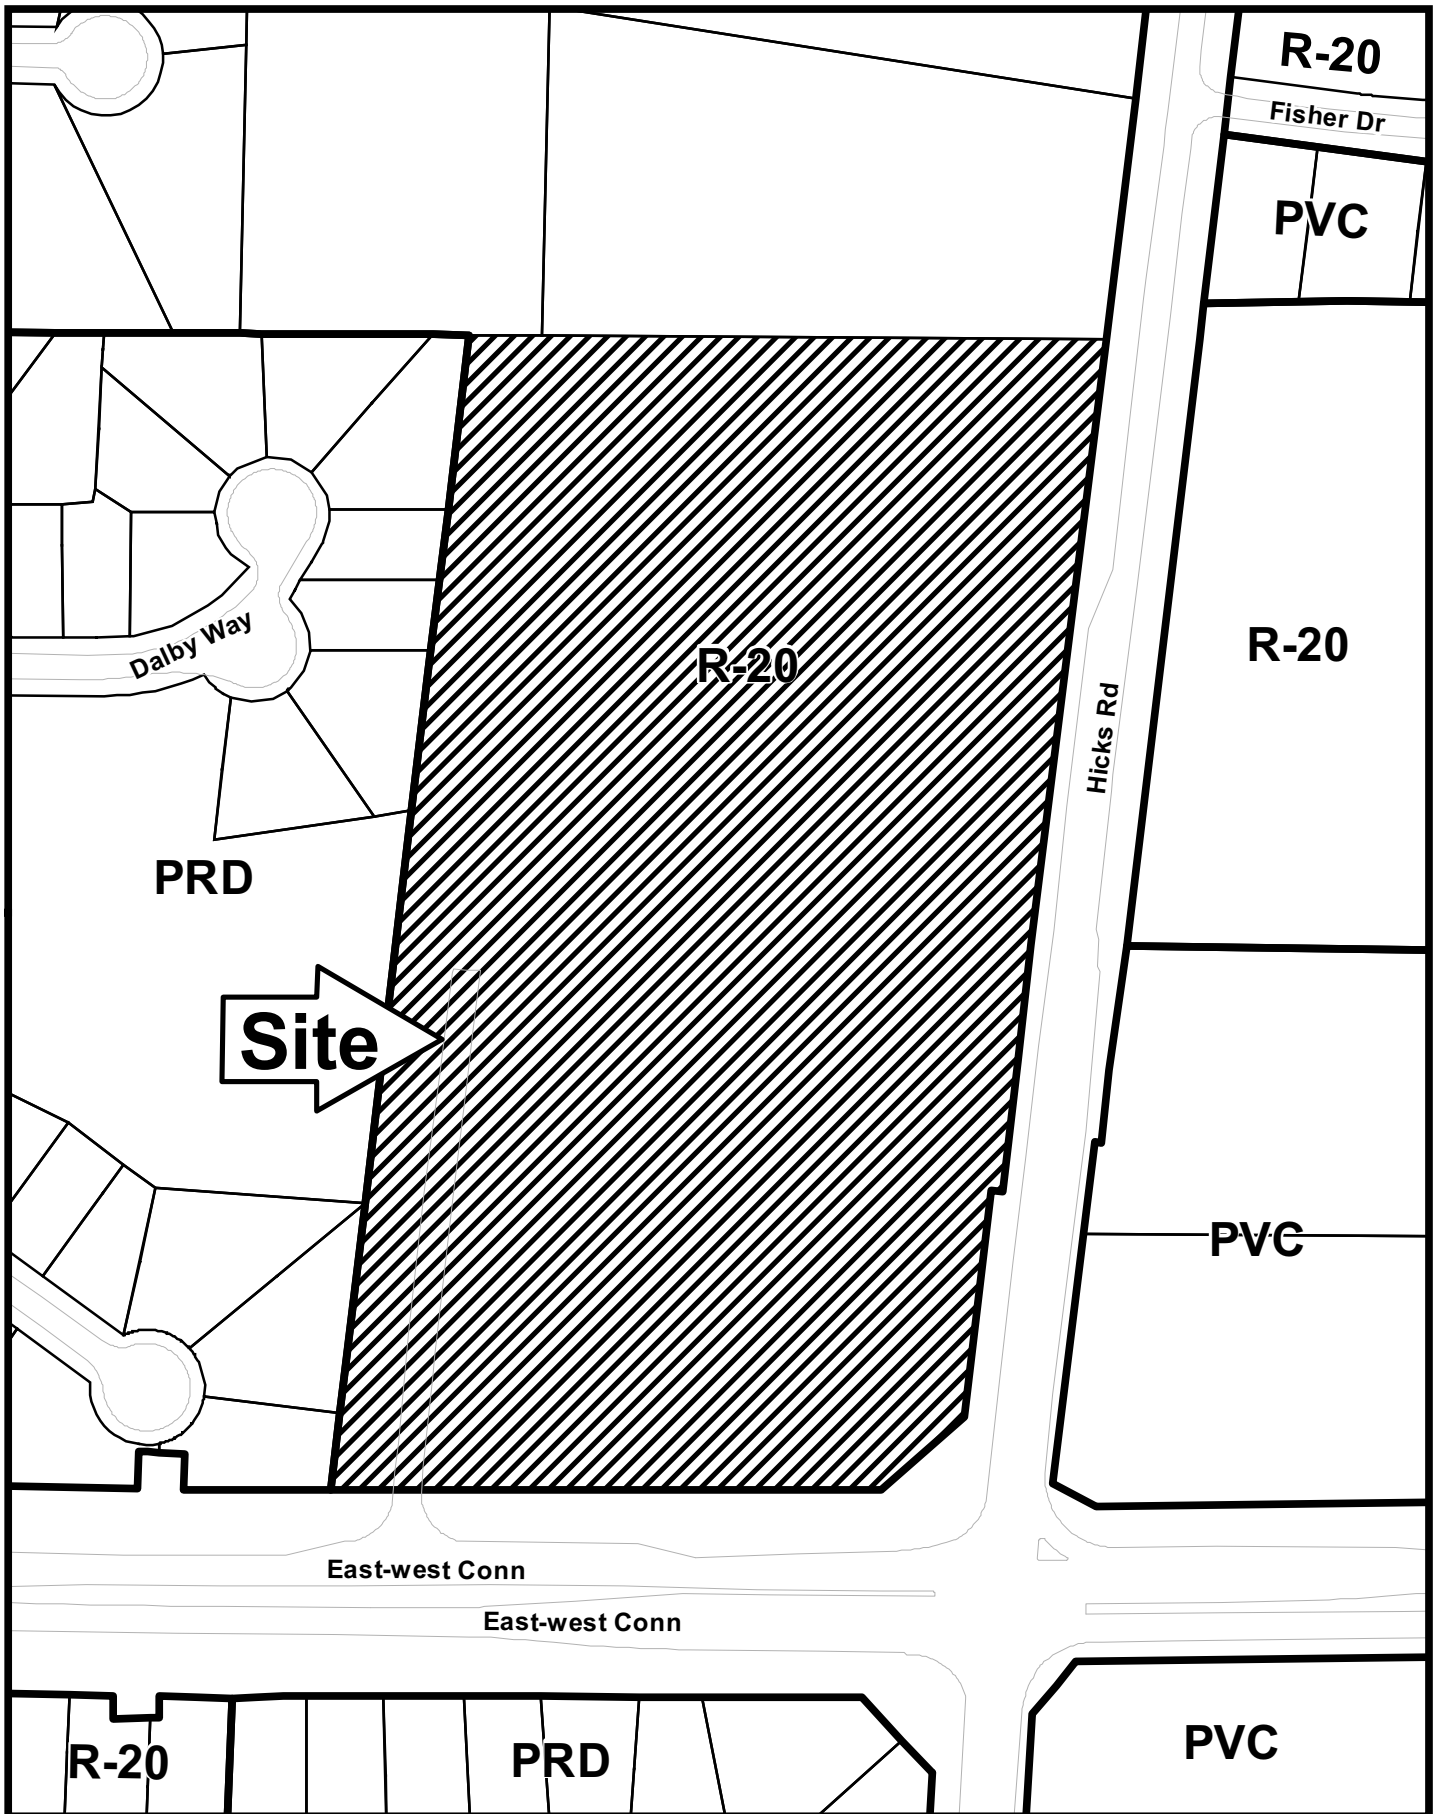 R-20
Fisher Dr
PVC
R-20
R-20
Dalby Way
Hicks Rd
PRD
Site
PVC
East-west Conn
East-west Conn
R-20
PRD
PVC